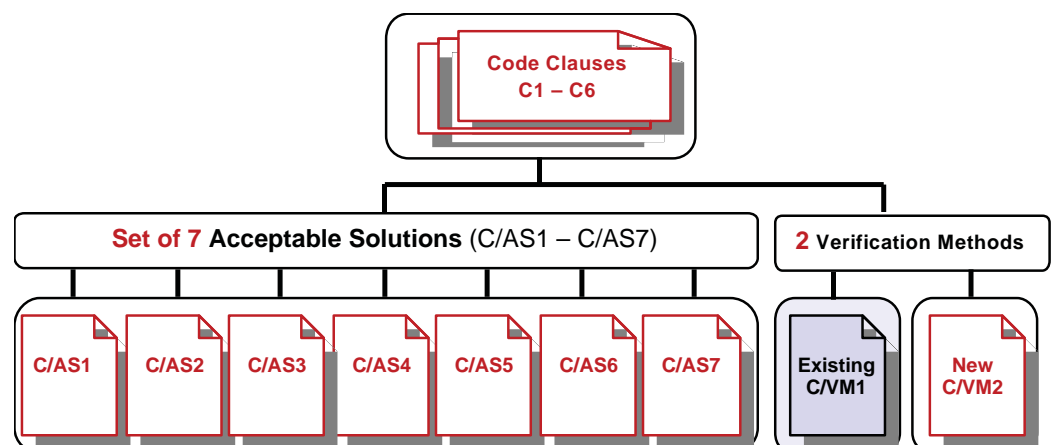 Code Clauses
C1 – C6
Set of 7 Acceptable Solutions (C/AS1 – C/AS7)
2 Verification Methods
C/AS1
C/AS2
C/AS3
C/AS4
C/AS5
C/AS6
C/AS7
Existing
C/VM1
New
C/VM2